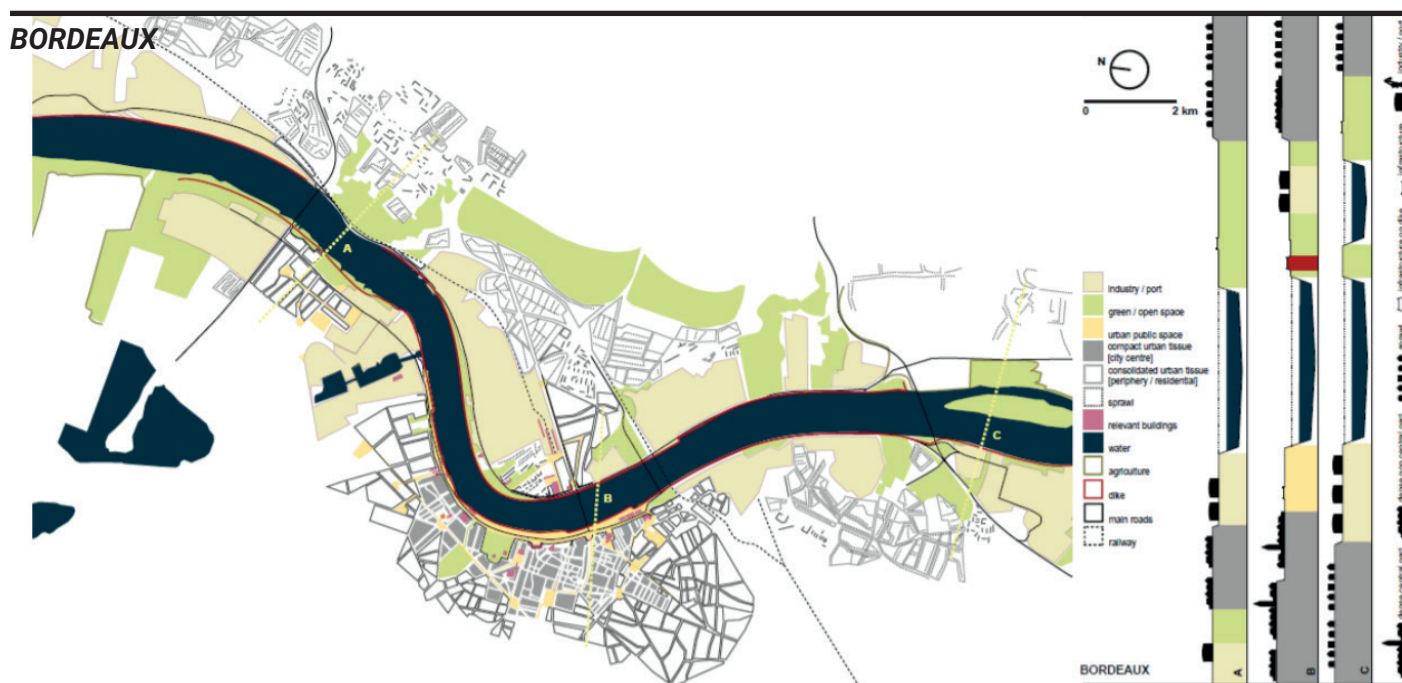 BORDEAUX
N
0 2 km
A
B
C
industry / port
green / open space
urban public space
compact urban tissue
[city centre]
consolidated urban tissue
[periphery / residential]
sprawl
relevant buildings
water
agriculture
dike
main roads
railway
BORDEAUX
A
B
C